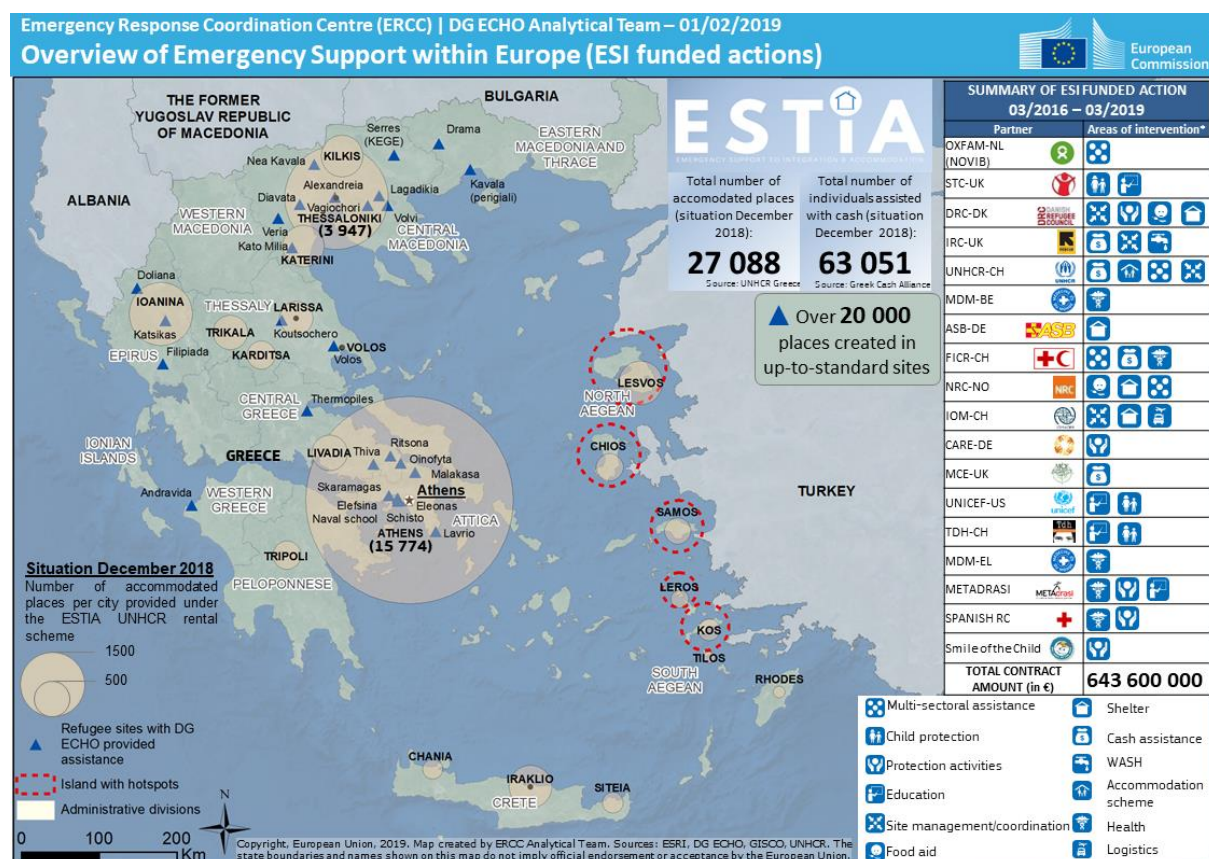 Emergency Response Coordination Centre (ERCC) | DG ECHO Analytical Team – 01/02/2019
Overview of Emergency Support within Europe (ESI funded actions)
European
Commission
THE FORMER
YUGOSLAV REPUBLIC
OF MACEDONIA
BULGARIA
ALBANIA
TURKEY
GREECE
EASTERN
MACEDONIA AND
THRACE
WESTERN
MACEDONIA
CENTRAL
MACEDONIA
Serres
(KEGE)
Drama
Nea Kavala
KILKIS
Kavala
(perigiali)
Alexandreia
Lagadikia
Diavata
Vagiochori
THESSALONIKI
(3 947)
Volvi
Veria
Kato Milia
KATERINI
Doliana
IOANINA
Katsikas
EPIRUS
Filipiada
THESSALY
LARISSA
Koutsochero
TRIKALA
KARDITSA
VOLOS
Volos
CENTRAL
GREECE
Thermopiles
IONIAN
ISLANDS
LIVADIA
Thiva
Ritsona
Oinofyta
Malakasa
Skaramagas
Athens
Elefsina
Eleonas
Naval school
Schisto
ATTICA
ATHENS
(15 774)
Lavrio
Andravida
WESTERN
GREECE
TRIPOLI
PELOPONNESE
LESVOS
NORTH
AEGEAN
CHIOS
SAMOS
LEROS
KOS
TILOS
SOUTH
AEGEAN
RHODES
CHANIA
IRAKLIO
CRETE
SITEIA
ESTiA
EMERGENCY SUPPORT TO INTEGRATION & ACCOMMODATION
Total number of
accomodated places
(situation December
2018):
27 088
Source: UNHCR Greece
Total number of
individuals assisted
with cash (situation
December 2018):
63 051
Source: Greek Cash Alliance
Over 20 000
places created in
up-to-standard sites
Situation December 2018
Number of accommodated
places per city provided under
the ESTIA UNHCR rental
scheme
1500
500
Refugee sites with DG
ECHO provided
assistance
Island with hotspots
Administrative divisions
N
0 100 200
Km
Copyright, European Union, 2019. Map created by ERCC Analytical Team. Sources: ESRI, DG ECHO, GISCO, UNHCR. The
state boundaries and names shown on this map do not imply official endorsement or acceptance by the European Union.
SUMMARY OF ESI FUNDED ACTION
03/2016 – 03/2019
Partner Areas of intervention*
OXFAM-NL
(NOVIB)
STC-UK
DRC-DK DRC DANISH REFUGEE COUNCIL
IRC-UK
UNHCR-CH UNHCR
MDM-BE
ASB-DE ASB
FICR-CH
NRC-NO NRC
IOM-CH
CARE-DE
MCE-UK
UNICEF-US unicef
TDH-CH Tdh
MDM-EL
METADRASI METAdrasi
SPANISH RC
Smile of the Child
TOTAL CONTRACT
AMOUNT (in €)
643 600 000
Multi-sectoral assistance
Child protection
Protection activities
Education
Site management/coordination
Food aid
Shelter
Cash assistance
WASH
Accommodation
scheme
Health
Logistics